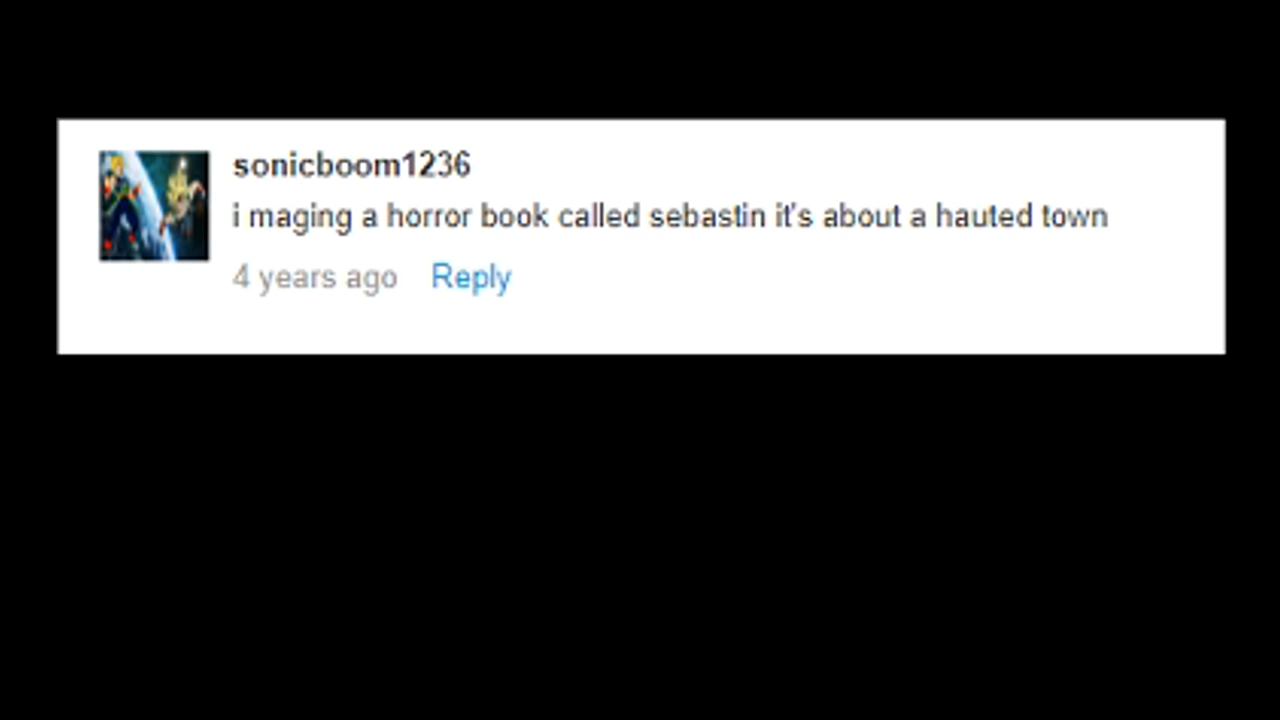 sonicboom1236
i maging a horror book called sebastin it's about a hauted town
4 years ago Reply